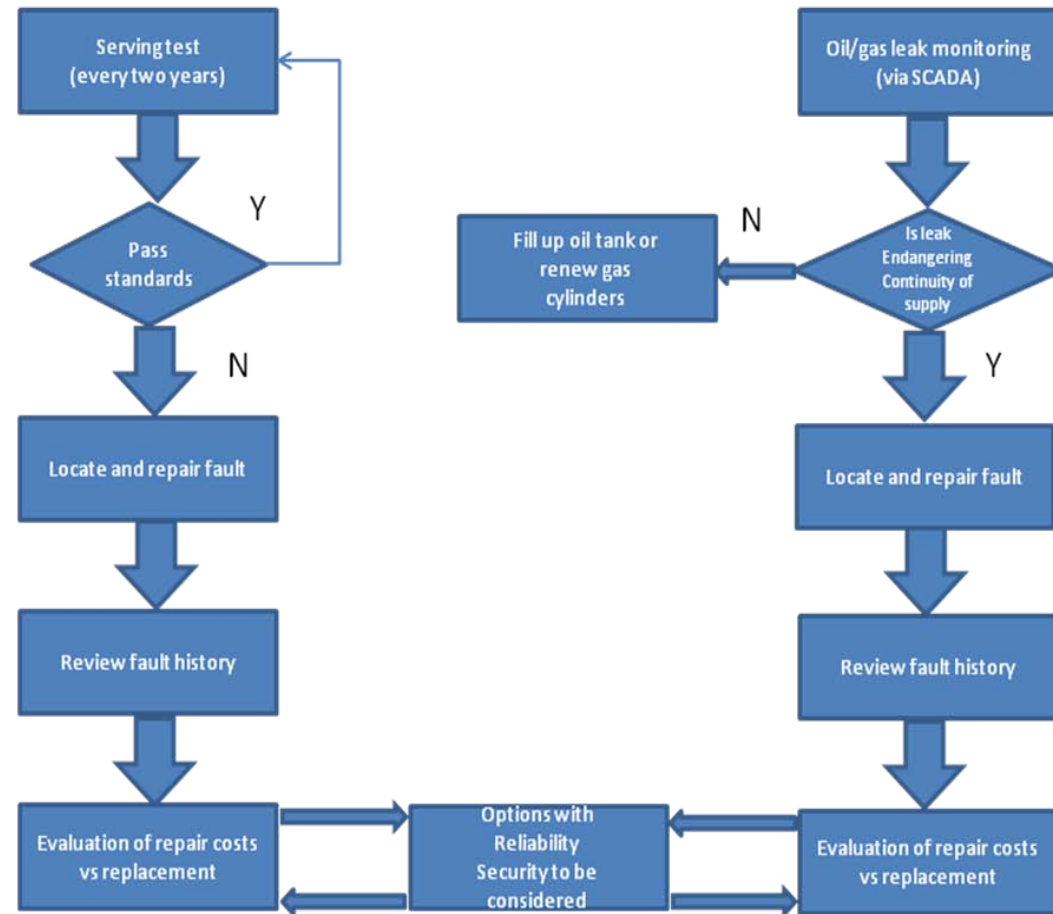 Serving test
(every two years)
Y
Pass
standards
N
Locate and repair fault
Review fault history
Evaluation of repair costs
vs replacement
Options with
Reliability
Security to be
considered
Oil/gas leak monitoring
(via SCADA)
Is leak
Endangering
Continuity of
supply
N
Fill up oil tank or
renew gas
cylinders
Y
Locate and repair fault
Review fault history
Evaluation of repair costs
vs replacement